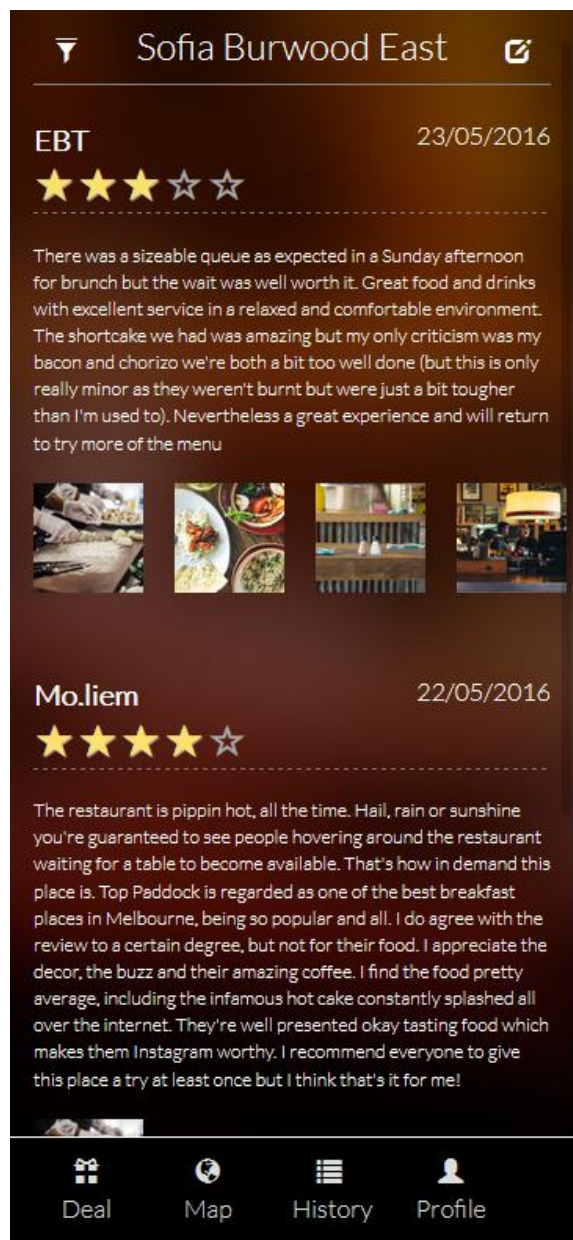 Sofia Burwood East
EBT
23/05/2016
There was a sizeable queue as expected in a Sunday afternoon
for brunch but the wait was well worth it. Great food and drinks
with excellent service in a relaxed and comfortable environment.
The shortcake we had was amazing but my only criticism was my
bacon and chorizo we're both a bit too well done (but this is only
really minor as they weren't burnt but were just a bit tougher
than I'm used to). Nevertheless a great experience and will return
to try more of the menu
Mo.liem
22/05/2016
The restaurant is pippin hot, all the time. Hail, rain or sunshine
you're guaranteed to see people hovering around the restaurant
waiting for a table to become available. That's how in demand this
place is. Top Paddock is regarded as one of the best breakfast
places in Melbourne, being so popular and all. I do agree with the
review to a certain degree, but not for their food. I appreciate the
decor, the buzz and their amazing coffee. I find the food pretty
average, including the infamous hot cake constantly splashed all
over the internet. They're well presented okay tasting food which
makes them Instagram worthy. I recommend everyone to give
this place a try at least once but I think that's it for me!
Deal
Map
History
Profile